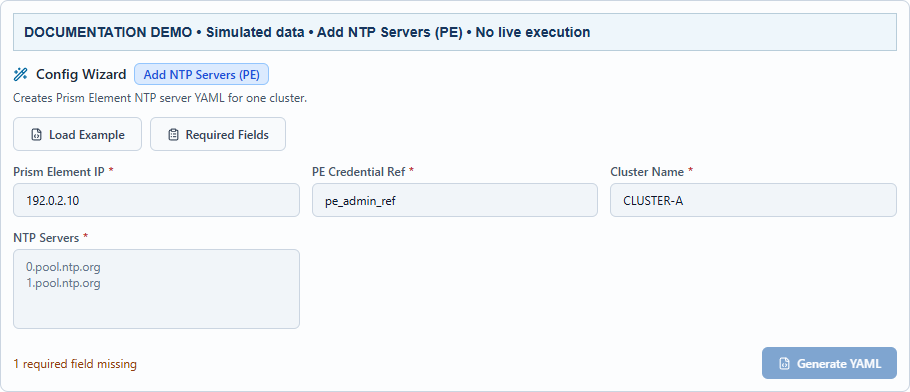 DOCUMENTATION DEMO • Simulated data • Add NTP Servers (PE) • No live execution
Config Wizard Add NTP Servers (PE)
Creates Prism Element NTP server YAML for one cluster.
Load Example Required Fields
Prism Element IP * PE Credential Ref * Cluster Name *
192.0.2.10 pe_admin_ref CLUSTER-A
NTP Servers *
0.pool.ntp.org
1.pool.ntp.org
1 required field missing Generate YAML